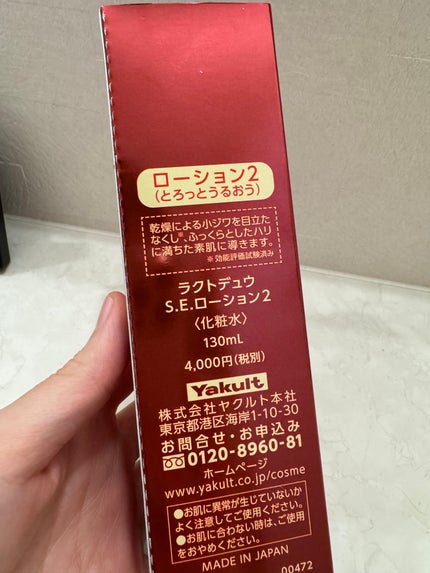 ローション2
(とろっとうるおう)
乾燥による小ジワを目立た
なくし※、ふっくらとしたハリ
に満ちた素肌に導きます。
※効能評価試験済み
ラクトデュウ
S.E.ローション2
〈化粧水〉
130mL
4,000円(税別)
Yakult
株式会社ヤクルト本社
東京都港区海岸1-10-30
お問合せ・お申込み
0120-8960-81
ホームページ
www.yakult.co.jp/cosme
●お肌に異常が生じていないか
よく注意してご使用ください。
●お肌に合わない時は、ご使用
をおやめください。
MADE IN JAPAN
00472